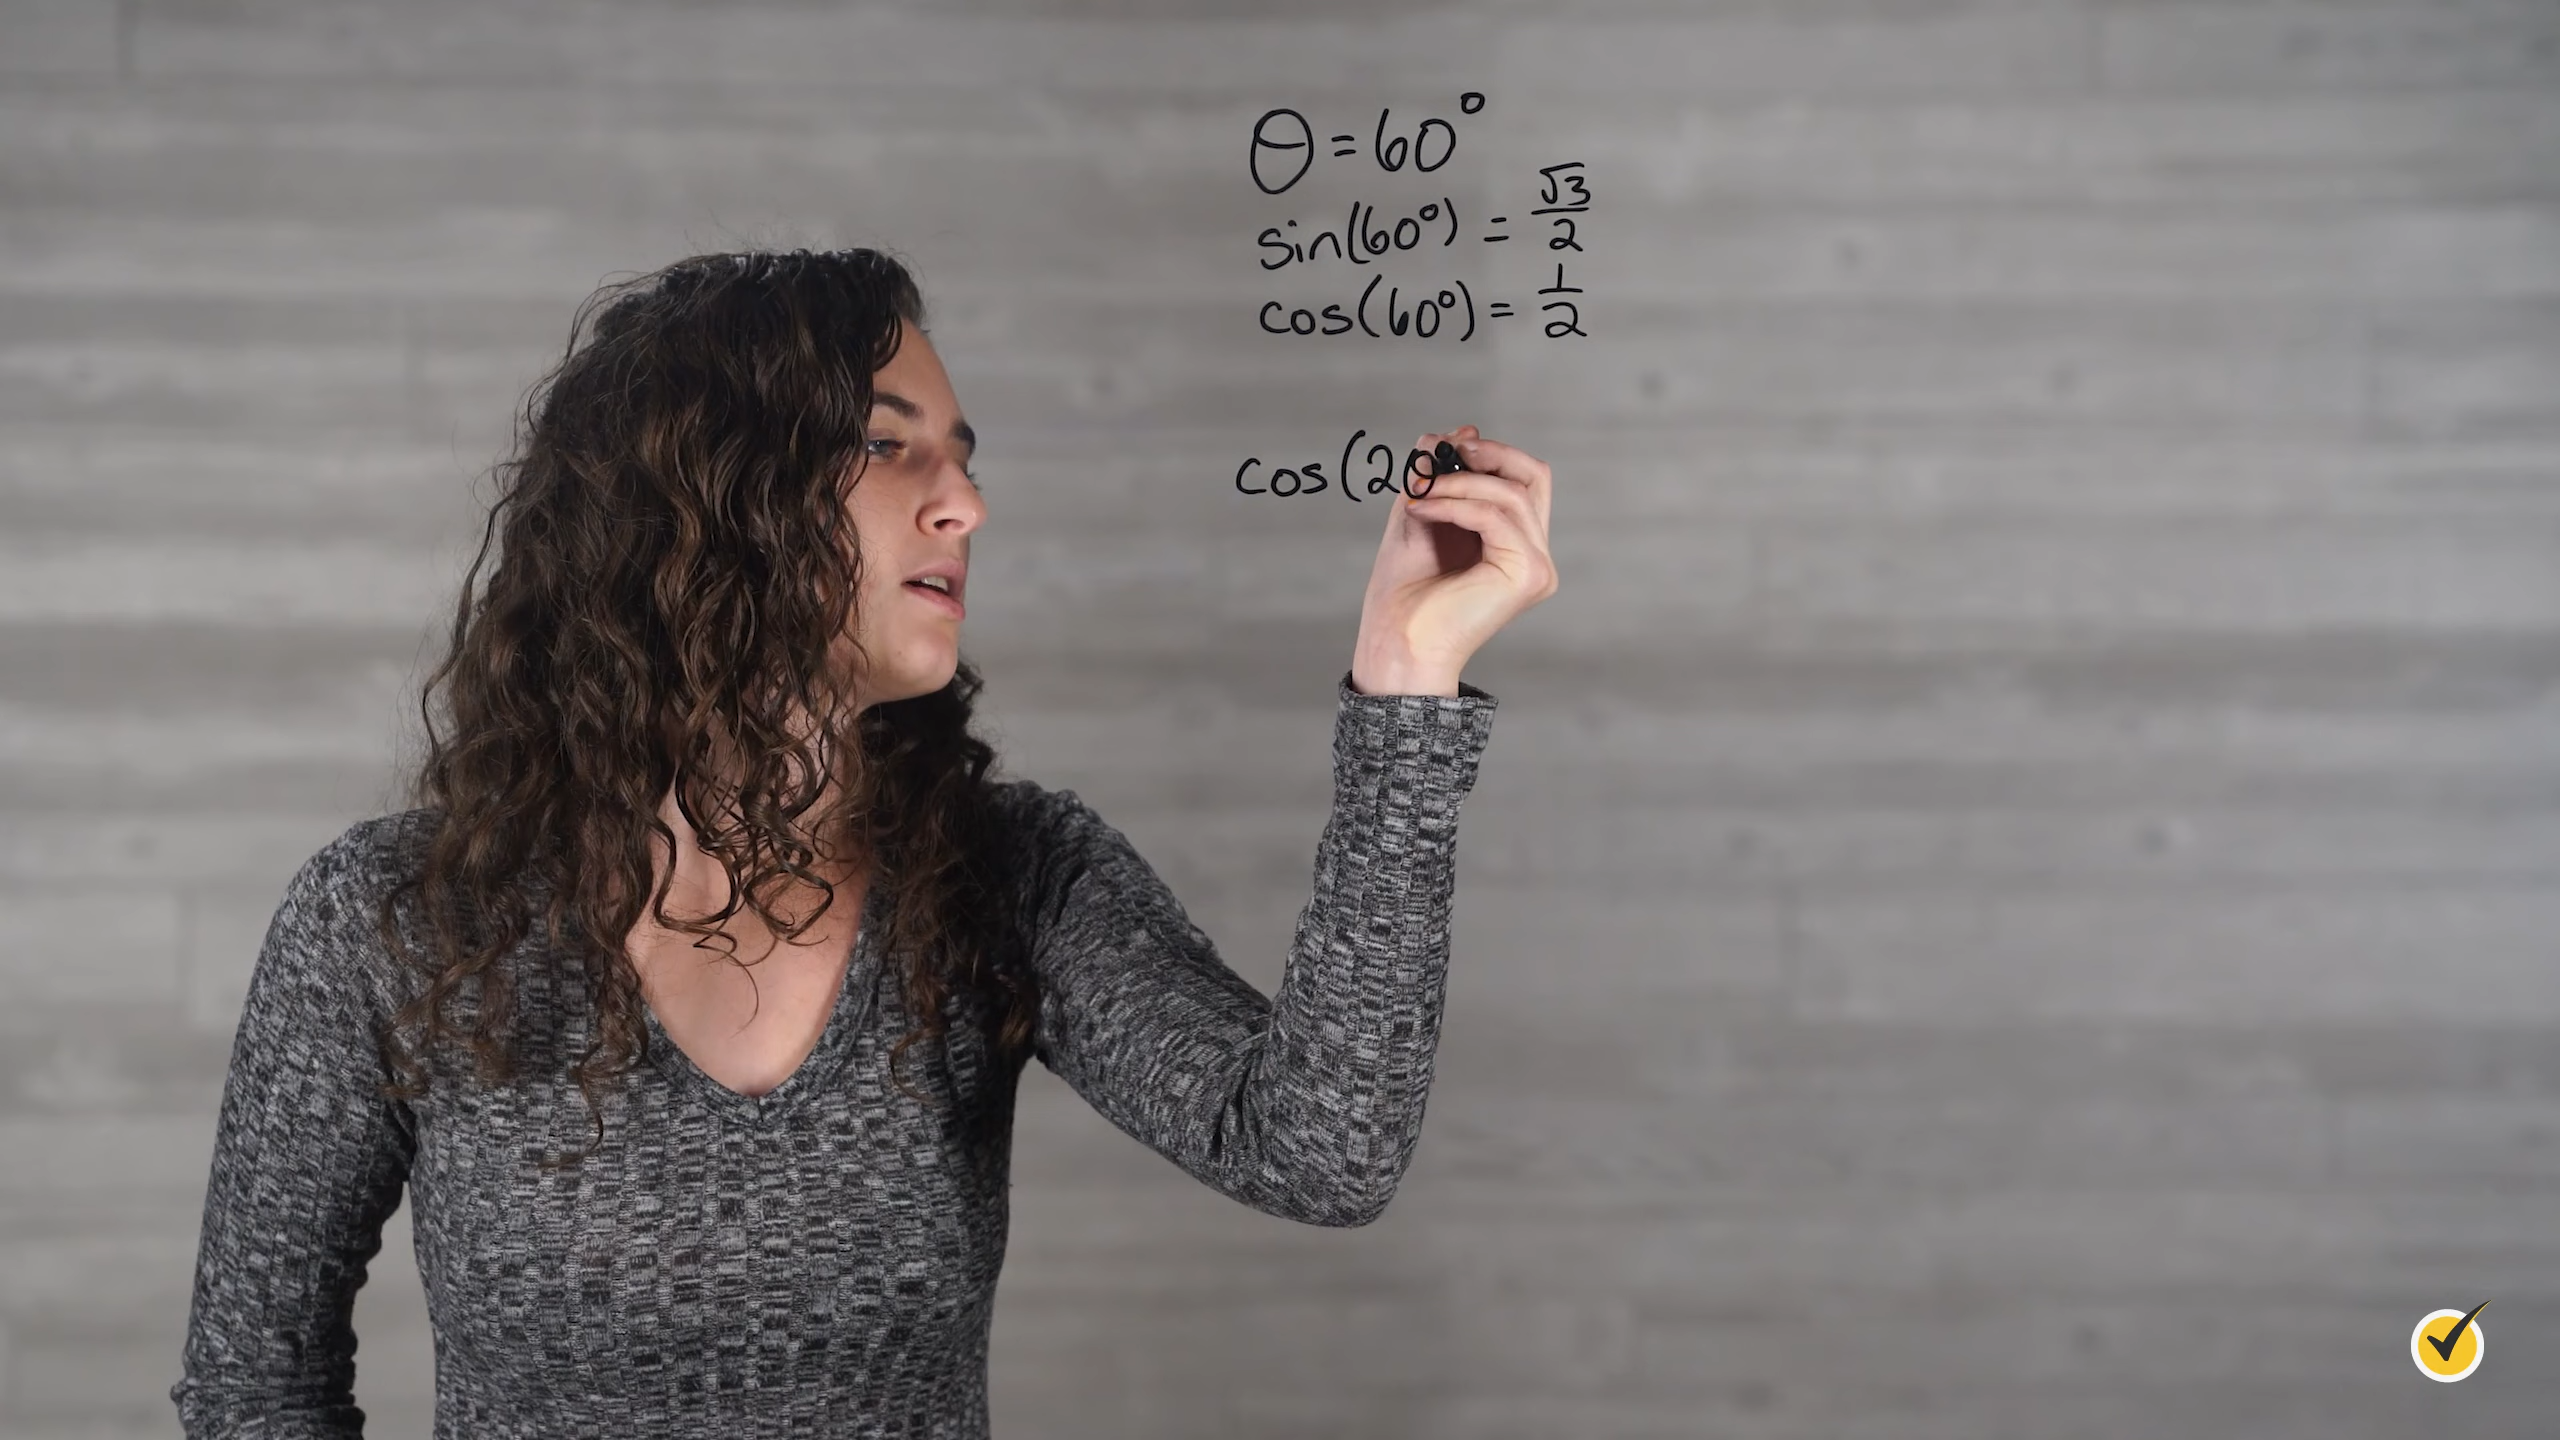 θ = 60°
sin(60°) = √3/2
cos(60°) = 1/2
cos(2θ